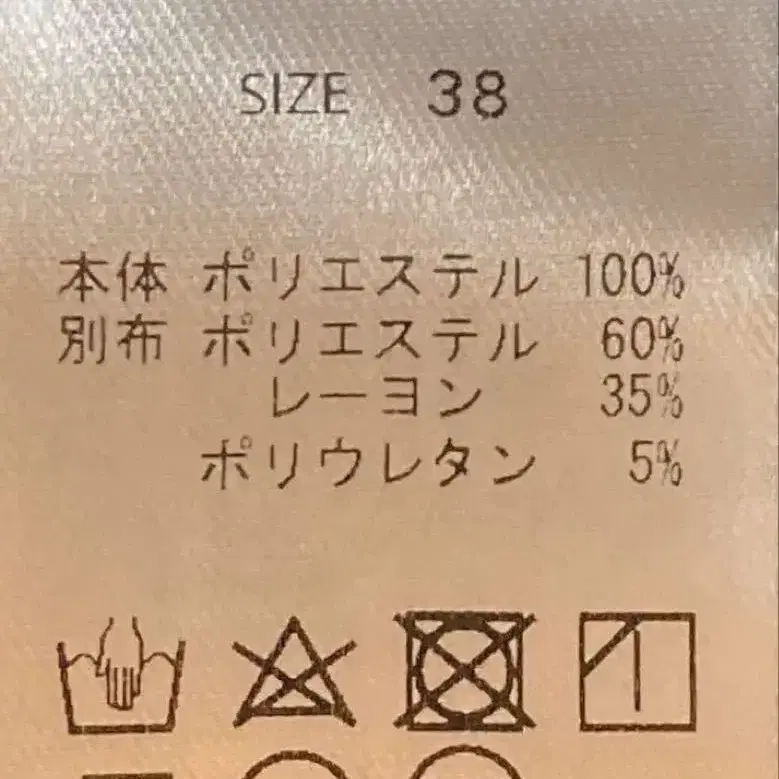 SIZE 38
本体 ポリエステル 100%
別布 ポリエステル 60%
レーヨン 35%
ポリウレタン 5%